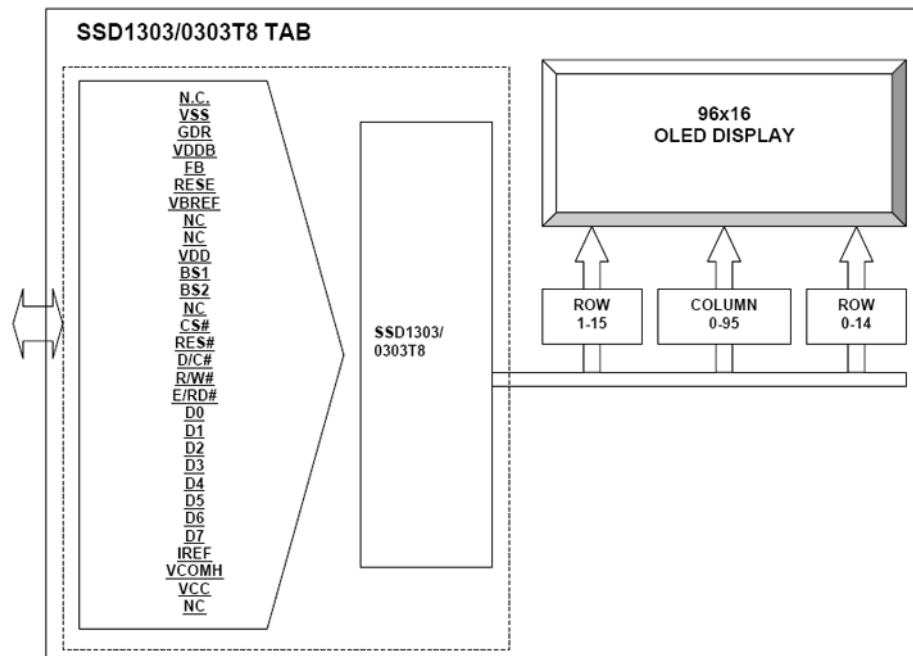 SSD1303/0303T8 TAB
N.C.
VSS
GDR
VDDB
FB
RESE
VBREF
NC
NC
VDD
BS1
BS2
NC
CS#
RES#
D/C#
R/W#
E/RD#
D0
D1
D2
D3
D4
D5
D6
D7
IREF
VCOMH
VCC
NC
SSD1303/
0303T8
96x16
OLED DISPLAY
ROW
1-15
COLUMN
0-95
ROW
0-14